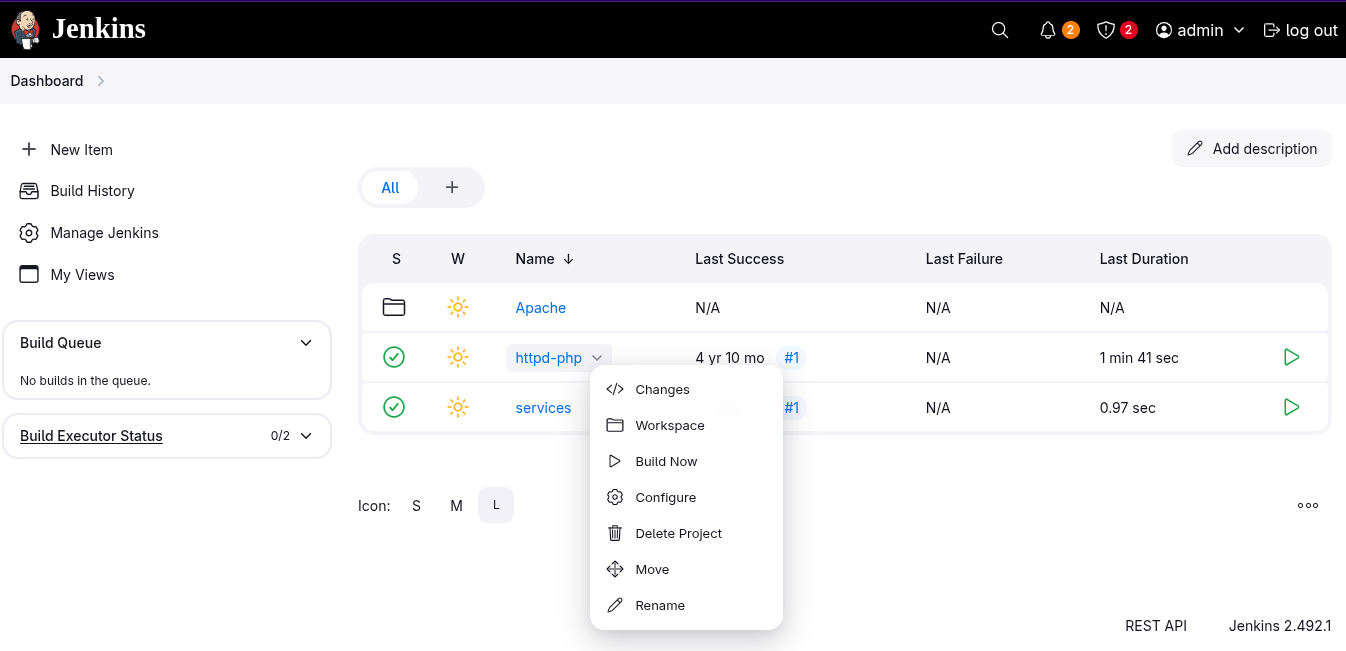 Jenkins
2
2
admin
log out
Dashboard
New Item
Build History
Manage Jenkins
My Views
Build Queue
No builds in the queue.
Build Executor Status 0/2
Add description
All +
S W Name ↓ Last Success Last Failure Last Duration
Apache N/A N/A N/A
httpd-php 4 yr 10 mo #1 N/A 1 min 41 sec
services #1 N/A 0.97 sec
Changes
Workspace
Build Now
Configure
Delete Project
Move
Rename
Icon: S M L
REST API Jenkins 2.492.1